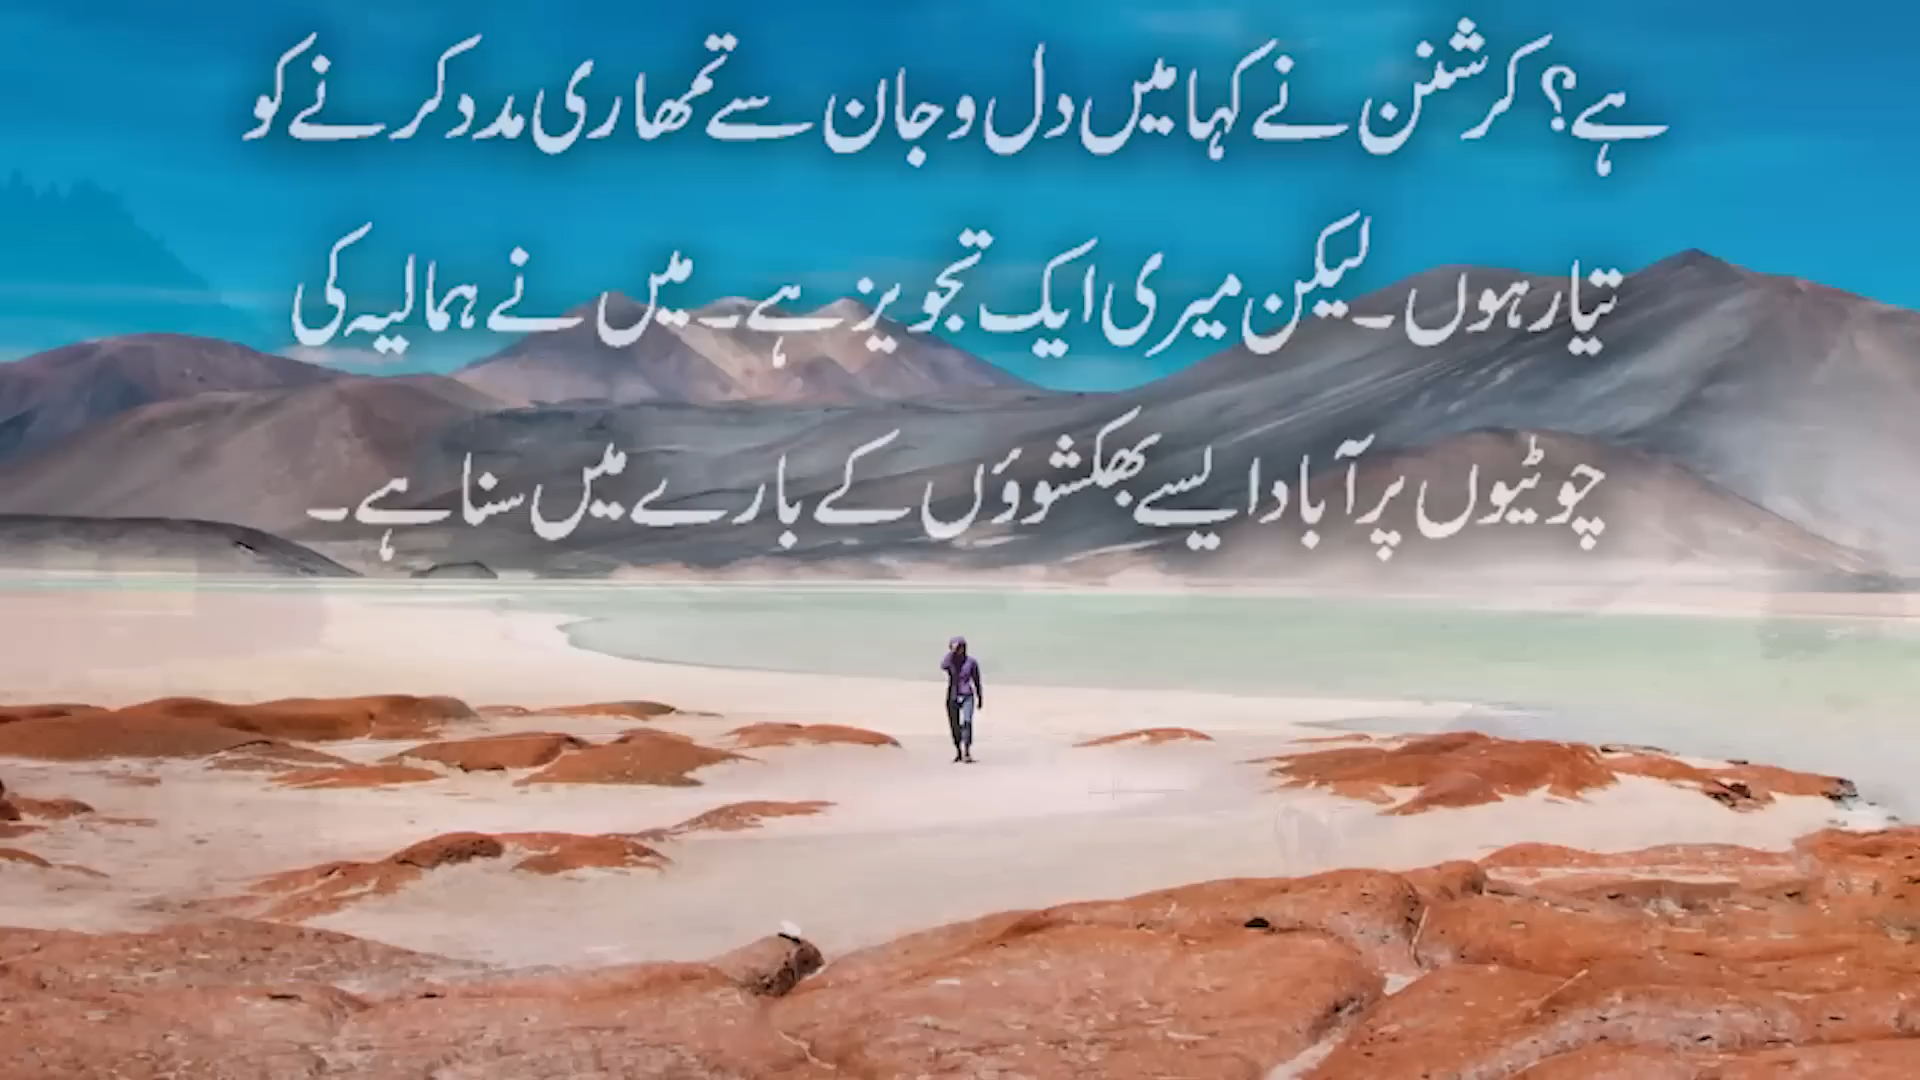 ہے؟ کرشنن نے کہا میں دل و جان سے تمھاری مدد کرنے کو
تیار ہوں۔ لیکن میری ایک تجویز ہے۔ میں نے ہمالیہ کی
چوٹیوں پر آباد ایسے بھکشوؤں کے بارے میں سنا ہے۔